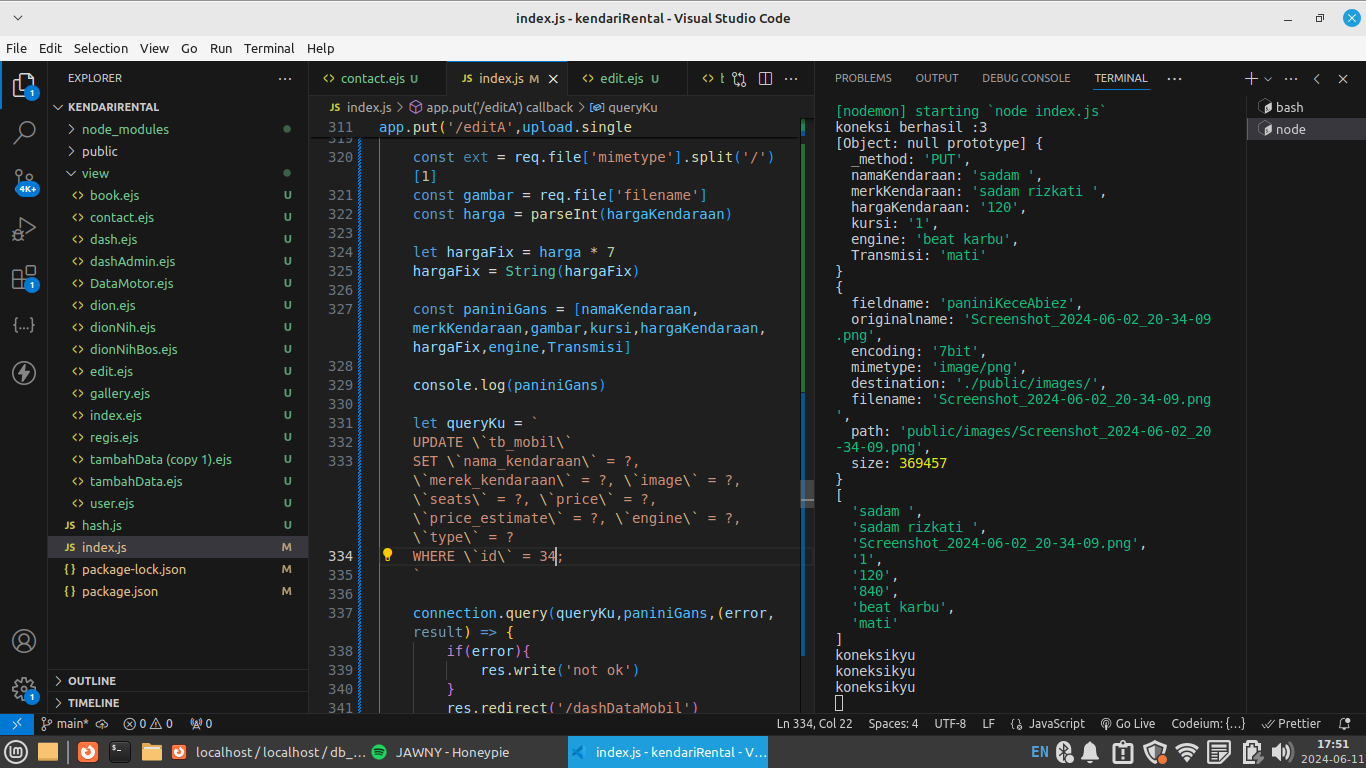 index.js - kendariRental - Visual Studio Code
File Edit Selection View Go Run Terminal Help
EXPLORER
KENDARIRENTAL
node_modules
public
view
book.ejs U
contact.ejs U
dash.ejs U
dashAdmin.ejs U
DataMotor.ejs U
dion.ejs U
dionNih.ejs U
dionNihBos.ejs U
edit.ejs U
gallery.ejs U
index.ejs U
regis.ejs U
tambahData (copy 1).ejs U
tambahData.ejs U
user.ejs U
JS hash.js U
JS index.js M
{} package-lock.json M
{} package.json M
OUTLINE
TIMELINE
1
4K+
1
1
contact.ejs U
JS index.js M
edit.ejs U
JS index.js > app.put('/editA') callback > queryKu
311 app.put('/editA',upload.single
319
320 const ext = req.file['mimetype'].split('/')
[1]
321 const gambar = req.file['filename']
322 const harga = parseInt(hargaKendaraan)
323
324 let hargaFix = harga * 7
325 hargaFix = String(hargaFix)
326
327 const paniniGans = [namaKendaraan,
merkKendaraan,gambar,kursi,hargaKendaraan,
hargaFix,engine,Transmisi]
328
329 console.log(paniniGans)
330
331 let queryKu = `
332 UPDATE \`tb_mobil\`
333 SET \`nama_kendaraan\` = ?,
\`merek_kendaraan\` = ?, \`image\` = ?,
\`seats\` = ?, \`price\` = ?,
\`price_estimate\` = ?, \`engine\` = ?,
\`type\` = ?
334 WHERE \`id\` = 34;
335 `
336
337 connection.query(queryKu,paniniGans,(error,
result) => {
338 if(error){
339 res.write('not ok')
340 }
341 res.redirect('/dashDataMobil')
PROBLEMS OUTPUT DEBUG CONSOLE TERMINAL
bash
node
[nodemon] starting `node index.js`
koneksi berhasil :3
[Object: null prototype] {
_method: 'PUT',
namaKendaraan: 'sadam ',
merkKendaraan: 'sadam rizkati ',
hargaKendaraan: '120',
kursi: '1',
engine: 'beat karbu',
Transmisi: 'mati'
}
{
fieldname: 'paniniKeceAbiez',
originalname: 'Screenshot_2024-06-02_20-34-09
.png',
encoding: '7bit',
mimetype: 'image/png',
destination: './public/images/',
filename: 'Screenshot_2024-06-02_20-34-09.png
',
path: 'public/images/Screenshot_2024-06-02_20
-34-09.png',
size: 369457
}
[
'sadam ',
'sadam rizkati ',
'Screenshot_2024-06-02_20-34-09.png',
'1',
'120',
'840',
'beat karbu',
'mati'
]
koneksikyu
koneksikyu
koneksikyu
main* 0 0 0 Ln 334, Col 22 Spaces: 4 UTF-8 LF JavaScript Go Live Codeium: {...} Prettier
localhost / localhost / db_... JAWNY - Honeypie index.js - kendariRental - V... EN 17:51
2024-06-11